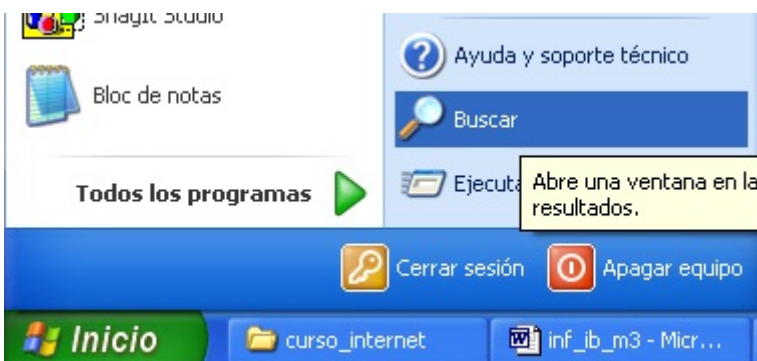 SnagIt Studio
Ayuda y soporte técnico
Bloc de notas
Buscar
Todos los programas
Ejecuta
Abre una ventana en la
resultados.
Cerrar sesión
Apagar equipo
Inicio
curso_internet
inf_ib_m3 - Micr...